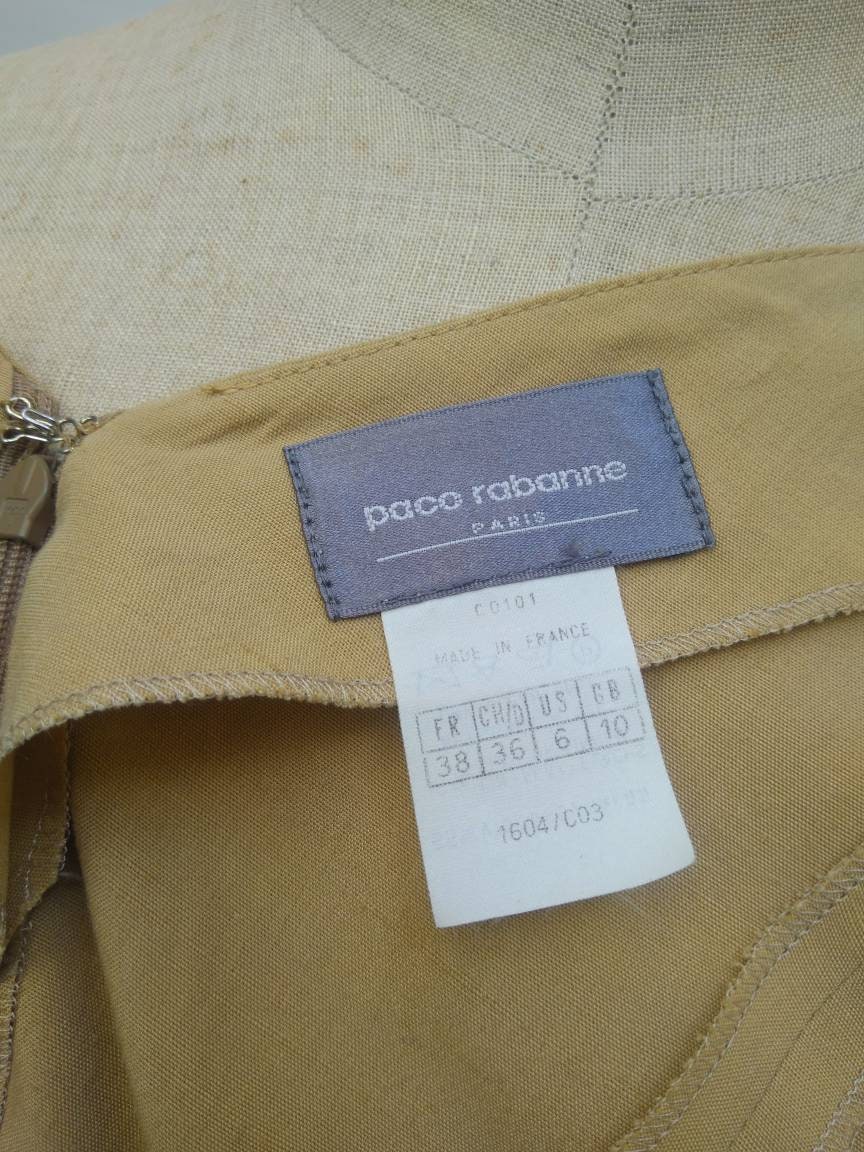 paco rabanne
PARIS
C0101
MADE IN FRANCE
FR CH/D US GB
38 36 6 10
1604/C03